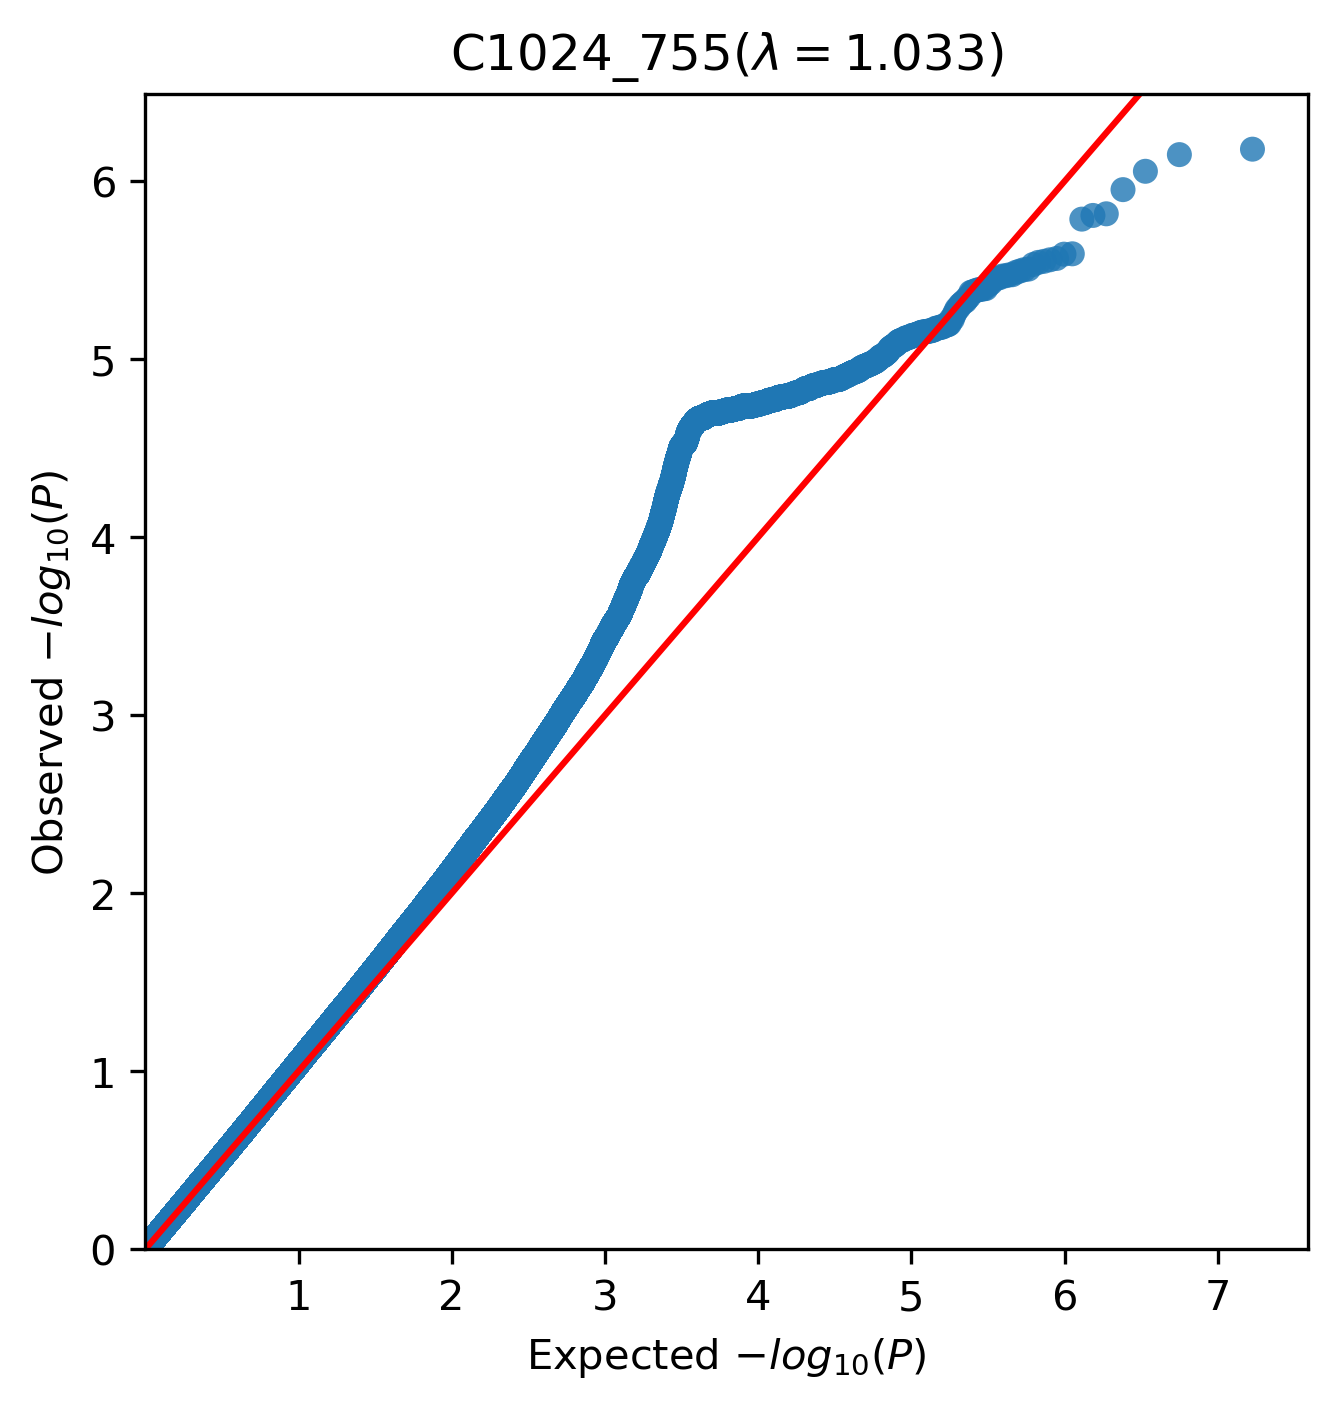 C1024_755(λ = 1.033)
6
5
4
3
2
1
0
Observed −log₁₀(P)
1 2 3 4 5 6 7
Expected −log₁₀(P)